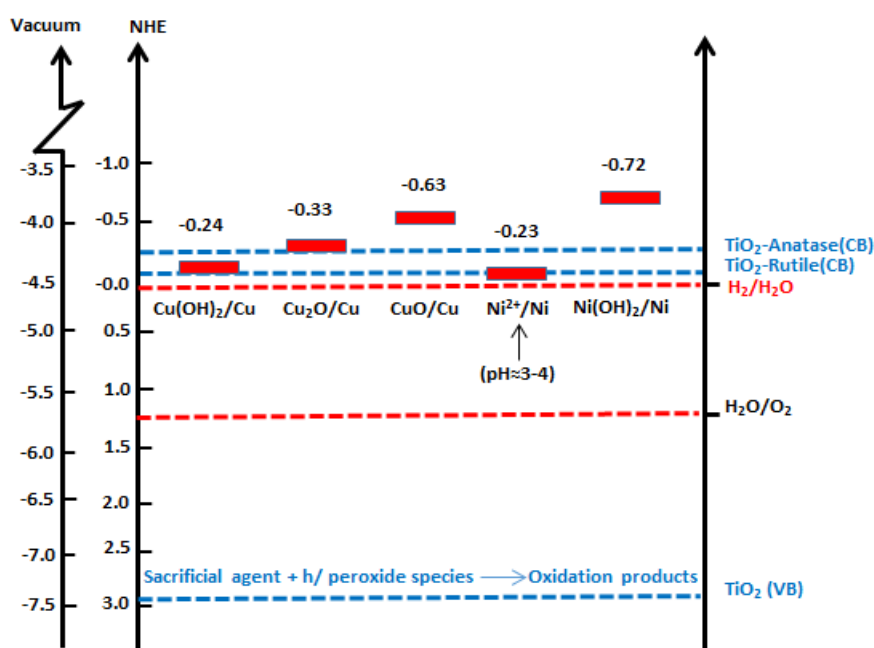 Vacuum
NHE
-3.5
-4.0
-4.5
-5.0
-5.5
-6.0
-6.5
-7.0
-7.5
-1.0
-0.5
-0.0
0.5
1.0
1.5
2.0
2.5
3.0
-0.24
-0.33
-0.63
-0.23
-0.72
Cu(OH)₂/Cu
Cu₂O/Cu
CuO/Cu
Ni²⁺/Ni
Ni(OH)₂/Ni
(pH≈3-4)
Sacrificial agent + h/ peroxide species ⟶ Oxidation products
TiO₂-Anatase(CB)
TiO₂-Rutile(CB)
H₂/H₂O
H₂O/O₂
TiO₂ (VB)